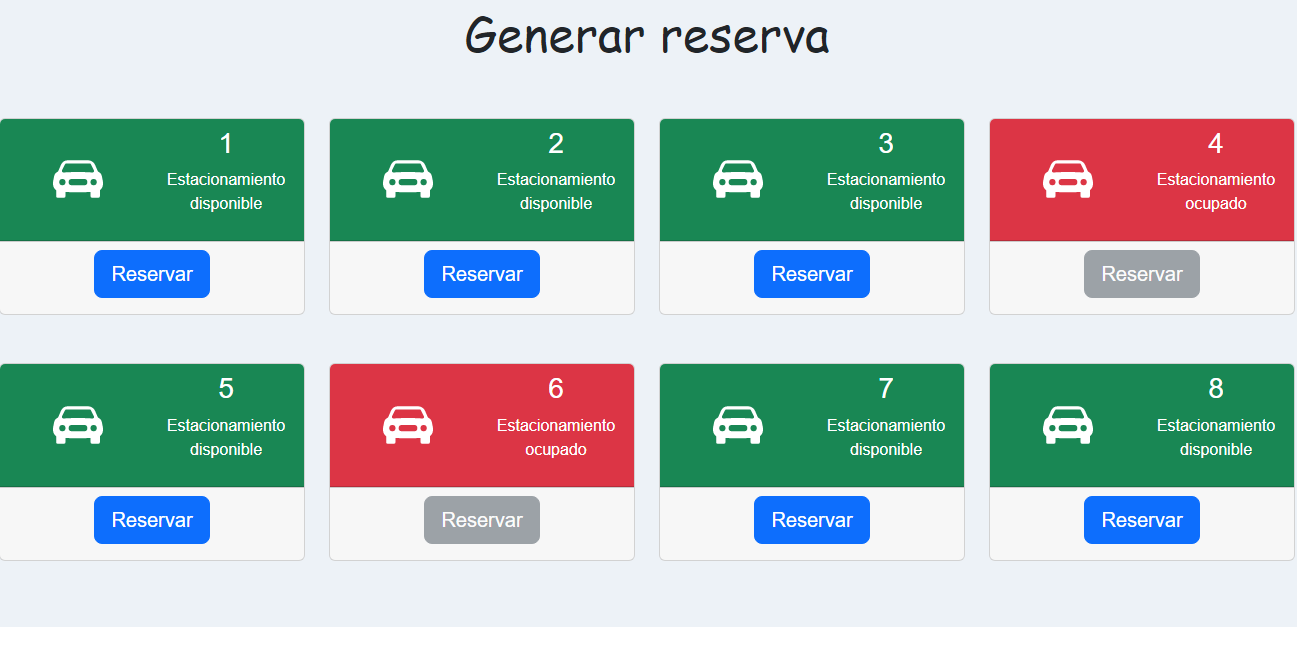 Generar reserva
1
Estacionamiento
disponible
Reservar
2
Estacionamiento
disponible
Reservar
3
Estacionamiento
disponible
Reservar
4
Estacionamiento
ocupado
Reservar
5
Estacionamiento
disponible
Reservar
6
Estacionamiento
ocupado
Reservar
7
Estacionamiento
disponible
Reservar
8
Estacionamiento
disponible
Reservar